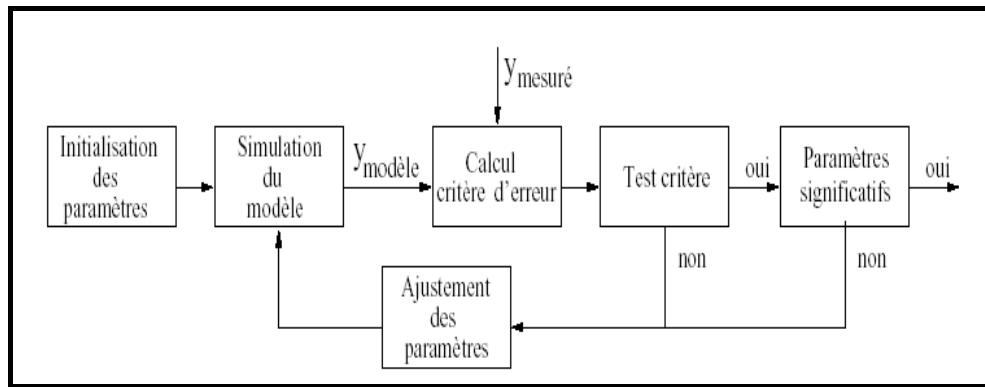 y mesuré
Initialisation
des
paramètres
Simulation
du
modèle
y modèle
Calcul
critère d'erreur
Test critère
oui
Paramètres
significatifs
oui
non
non
Ajustement
des
paramètres